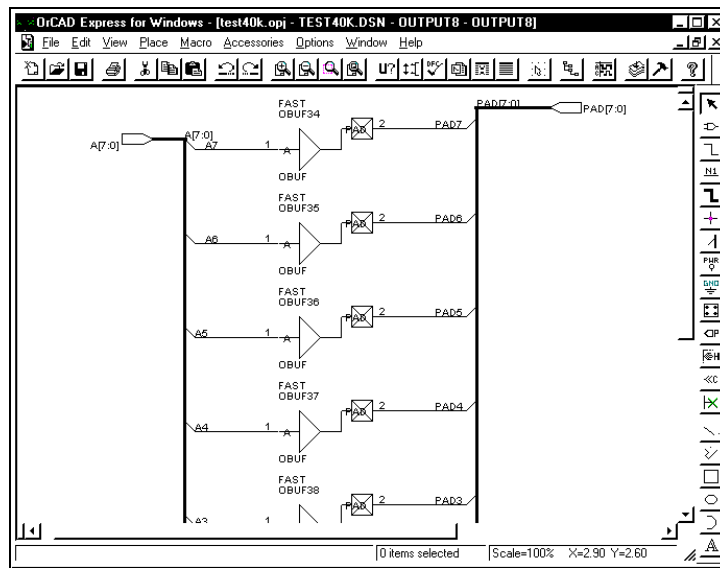 OrCAD Express for Windows - [test40k.opj - TEST40K.DSN - OUTPUT8 - OUTPUT8]
File Edit View Place Macro Accessories Options Window Help
U?
N1
PWR
GND
A[7:0]
A[7:0]
PAD[7:0]
PAD[7:0]
FAST
OBUF34
A7 1 A PAD 2 PAD7
OBUF
FAST
OBUF35
A6 1 A PAD 2 PAD6
OBUF
FAST
OBUF36
A5 1 A PAD 2 PAD5
OBUF
FAST
OBUF37
A4 1 A PAD 2 PAD4
OBUF
FAST
OBUF38
A3 1 A PAD 2 PAD3
0 items selected Scale=100% X=2.90 Y=2.60